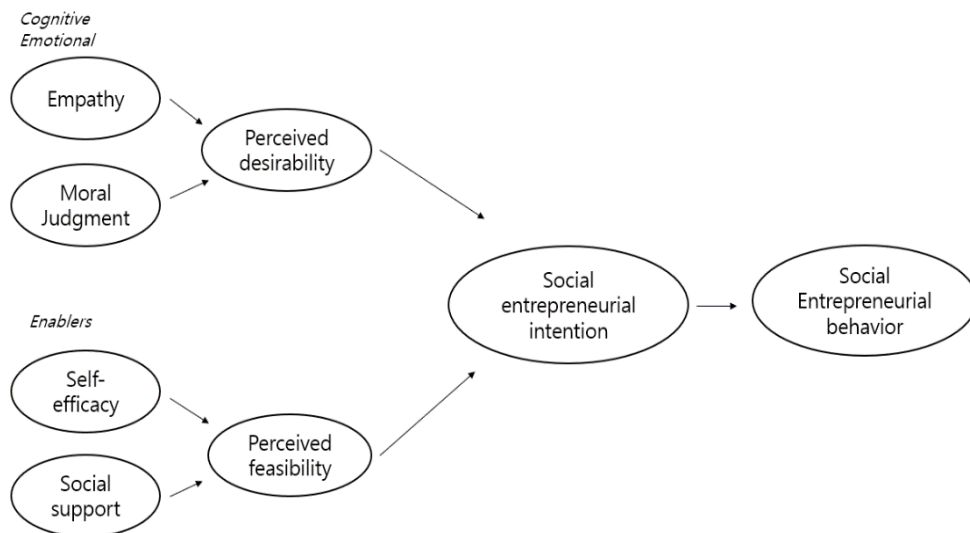 Cognitive
Emotional
Empathy
Perceived
desirability
Moral
Judgment
Social
entrepreneurial
intention
Social
Entrepreneurial
behavior
Enablers
Self-
efficacy
Perceived
feasibility
Social
support